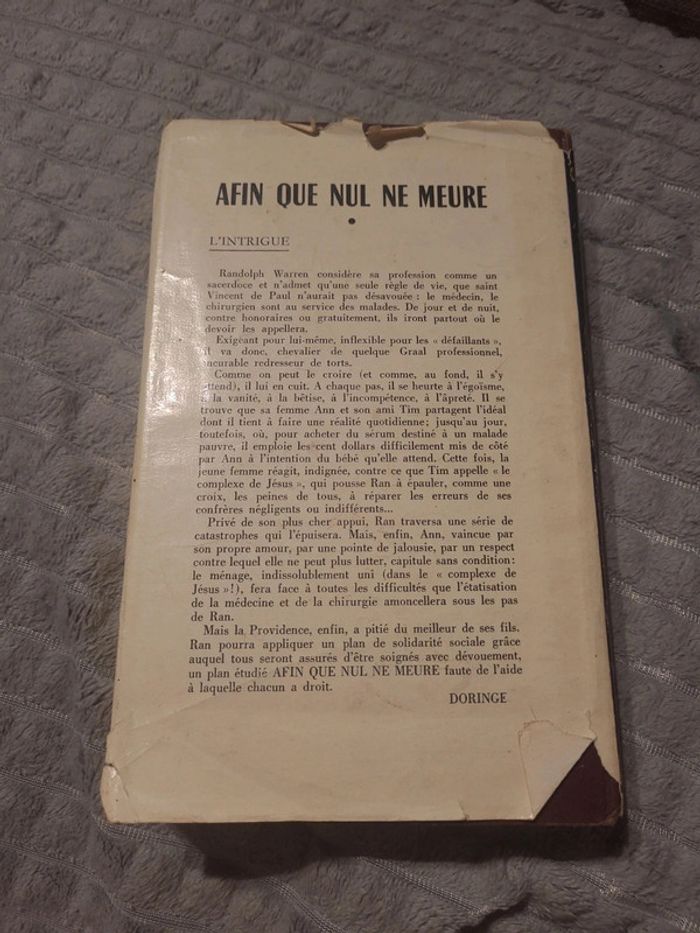 AFIN QUE NUL NE MEURE
•
L'INTRIGUE
Randolph Warren considère sa profession comme un
sacerdoce et n'admet qu'une seule règle de vie, que saint
Vincent de Paul n'aurait pas désavouée : le médecin, le
chirurgien sont au service des malades. De jour et de nuit,
contre honoraires ou gratuitement, ils iront partout où le
devoir les appellera.
Exigeant pour lui-même, inflexible pour les « défaillants »,
il va donc, chevalier de quelque Graal professionnel,
incurable redresseur de torts.
Comme on peut le croire (et comme, au fond, il s'y
attend), il lui en cuit. A chaque pas, il se heurte à l'égoïsme,
à la vanité, à la bêtise, à l'incompétence, à l'âpreté. Il se
trouve que sa femme Ann et son ami Tim partagent l'idéal
dont il tient à faire une réalité quotidienne ; jusqu'au jour,
toutefois, où, pour acheter du sérum destiné à un malade
pauvre, il emploie les cent dollars difficilement mis de côté
par Ann à l'intention du bébé qu'elle attend. Cette fois, la
jeune femme réagit, indignée, contre ce que Tim appelle « le
complexe de Jésus », qui pousse Ran à épauler, comme une
croix, les peines de tous, à réparer les erreurs de ses
confrères négligents ou indifférents...
Privé de son plus cher appui, Ran traversa une série de
catastrophes qui l'épuisera. Mais, enfin, Ann, vaincue par
son propre amour, par une pointe de jalousie, par un respect
contre lequel elle ne peut plus lutter, capitule sans condition :
le ménage, indissolublement uni (dans le « complexe de
Jésus » !), fera face à toutes les difficultés que l'étatisation
de la médecine et de la chirurgie amoncellera sous les pas
de Ran.
Mais la Providence, enfin, a pitié du meilleur de ses fils.
Ran pourra appliquer un plan de solidarité sociale grâce
auquel tous seront assurés d'être soignés avec dévouement,
un plan étudié AFIN QUE NUL NE MEURE faute de l'aide
à laquelle chacun a droit.
DORINGE